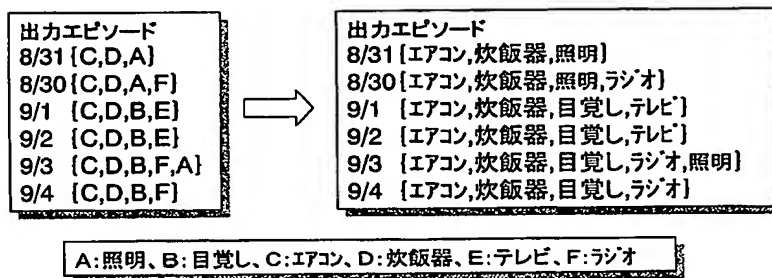 出力エピソード
8/31{C,D,A}
8/30{C,D,A,F}
9/1 {C,D,B,E}
9/2 {C,D,B,E}
9/3 {C,D,B,F,A}
9/4 {C,D,B,F}
出力エピソード
8/31{エアコン,炊飯器,照明}
8/30{エアコン,炊飯器,照明,ラジオ}
9/1 {エアコン,炊飯器,目覚し,テレビ}
9/2 {エアコン,炊飯器,目覚し,テレビ}
9/3 {エアコン,炊飯器,目覚し,ラジオ,照明}
9/4 {エアコン,炊飯器,目覚し,ラジオ}
A:照明、B:目覚し、C:エアコン、D:炊飯器、E:テレビ、F:ラジオ